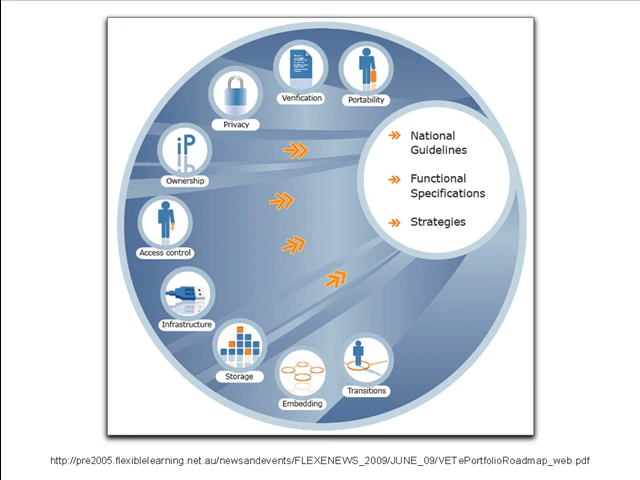 Verification
Portability
Privacy
iP
Ownership
Access control
Infrastructure
Storage
Embedding
Transitions
National
Guidelines
Functional
Specifications
Strategies
http://pre2005.flexiblelearning.net.au/newsandevents/FLEXENEWS_2009/JUNE_09/VETePortfolioRoadmap_web.pdf